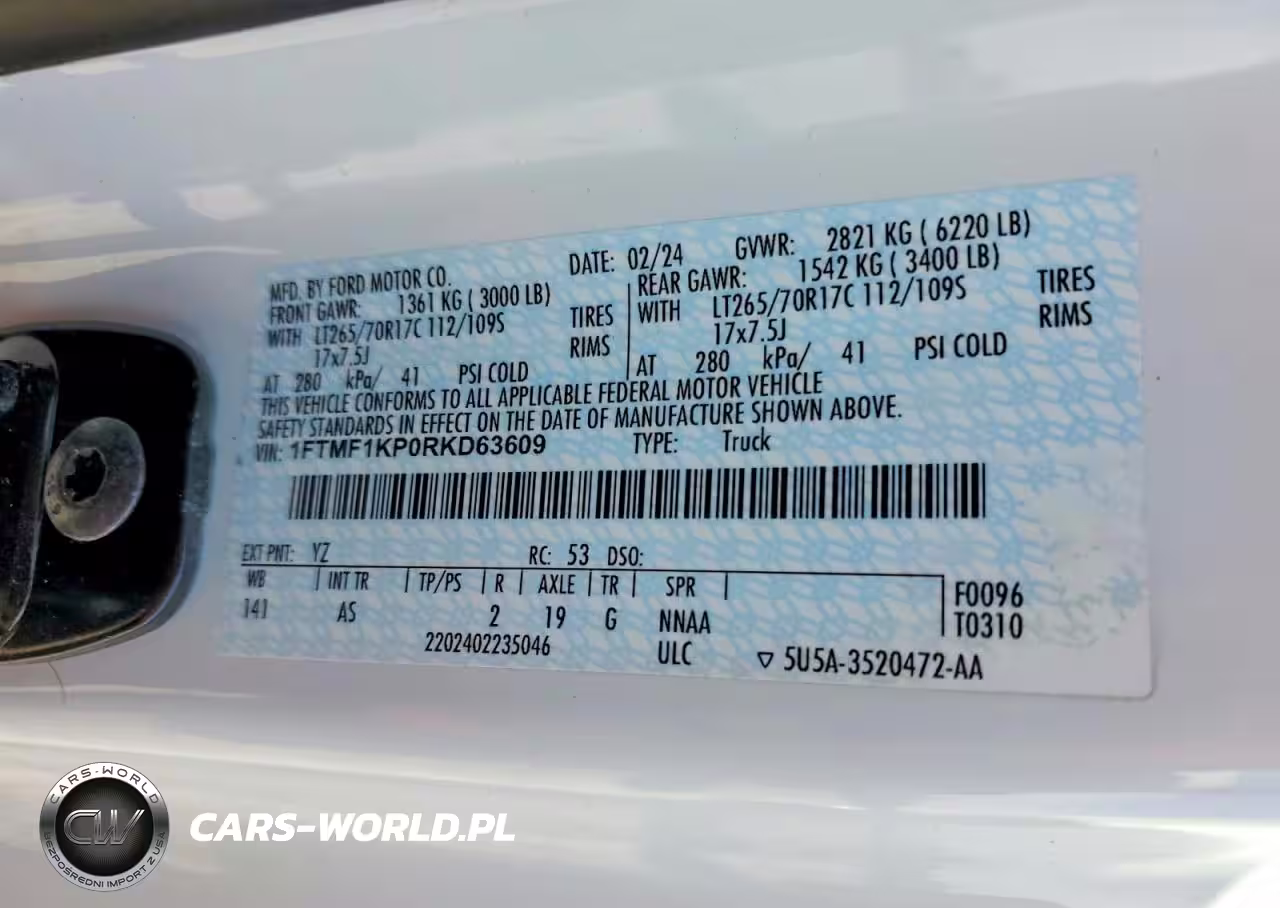 MFD. BY FORD MOTOR CO. DATE: 02/24 GVWR: 2821 KG ( 6220 LB)
FRONT GAWR: 1361 KG ( 3000 LB) REAR GAWR: 1542 KG ( 3400 LB)
WITH LT265/70R17C 112/109S TIRES WITH LT265/70R17C 112/109S TIRES
17x7.5J RIMS 17x7.5J RIMS
AT 280 kPa/ 41 PSI COLD AT 280 kPa/ 41 PSI COLD
THIS VEHICLE CONFORMS TO ALL APPLICABLE FEDERAL MOTOR VEHICLE
SAFETY STANDARDS IN EFFECT ON THE DATE OF MANUFACTURE SHOWN ABOVE.
VIN: 1FTMF1KP0RKD63609 TYPE: Truck
EXT PNT: YZ RC: 53 DSO:
WB INT TR TP/PS R AXLE TR SPR F0096
141 AS 2 19 G NNAA T0310
2202402235046 ULC ▽ 5U5A-3520472-AA
CARS-WORLD
CW
BEZPOŚREDNI IMPORT Z USA
CARS-WORLD.PL